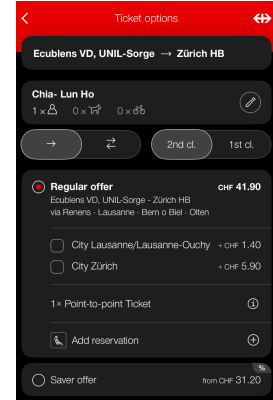 Ticket options
Ecublens VD, UNIL-Sorge → Zürich HB
Chia- Lun Ho
1 × 0 × 0 ×
2nd cl. 1st cl.
Regular offer CHF 41.90
Ecublens VD, UNIL-Sorge - Zürich HB
via Renens - Lausanne - Bern o Biel - Olten
City Lausanne/Lausanne-Ouchy + CHF 1.40
City Zürich + CHF 5.90
1× Point-to-point Ticket
Add reservation
%
Saver offer from CHF 31.20